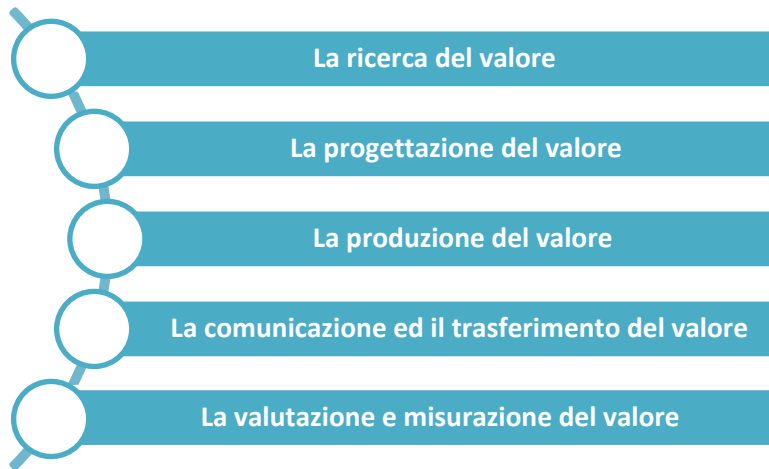 La ricerca del valore
La progettazione del valore
La produzione del valore
La comunicazione ed il trasferimento del valore
La valutazione e misurazione del valore